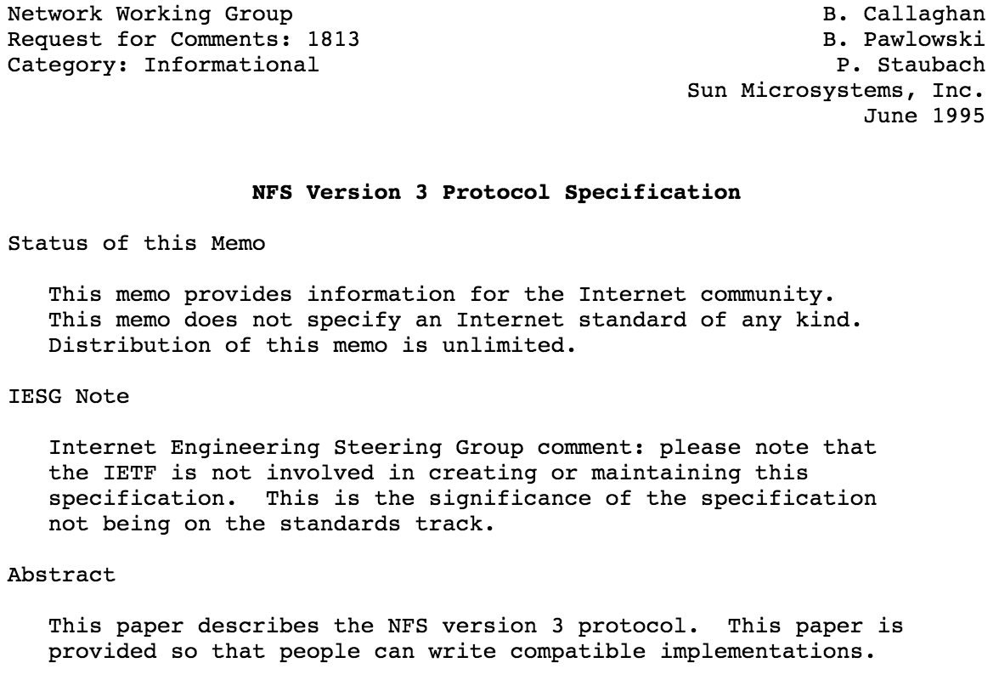 Network Working Group                                      B. Callaghan
Request for Comments: 1813                                 B. Pawlowski
Category: Informational                                     P. Staubach
                                                  Sun Microsystems, Inc.
                                                               June 1995
NFS Version 3 Protocol Specification
Status of this Memo
This memo provides information for the Internet community.
This memo does not specify an Internet standard of any kind.
Distribution of this memo is unlimited.
IESG Note
Internet Engineering Steering Group comment: please note that
the IETF is not involved in creating or maintaining this
specification.  This is the significance of the specification
not being on the standards track.
Abstract
This paper describes the NFS version 3 protocol.  This paper is
provided so that people can write compatible implementations.